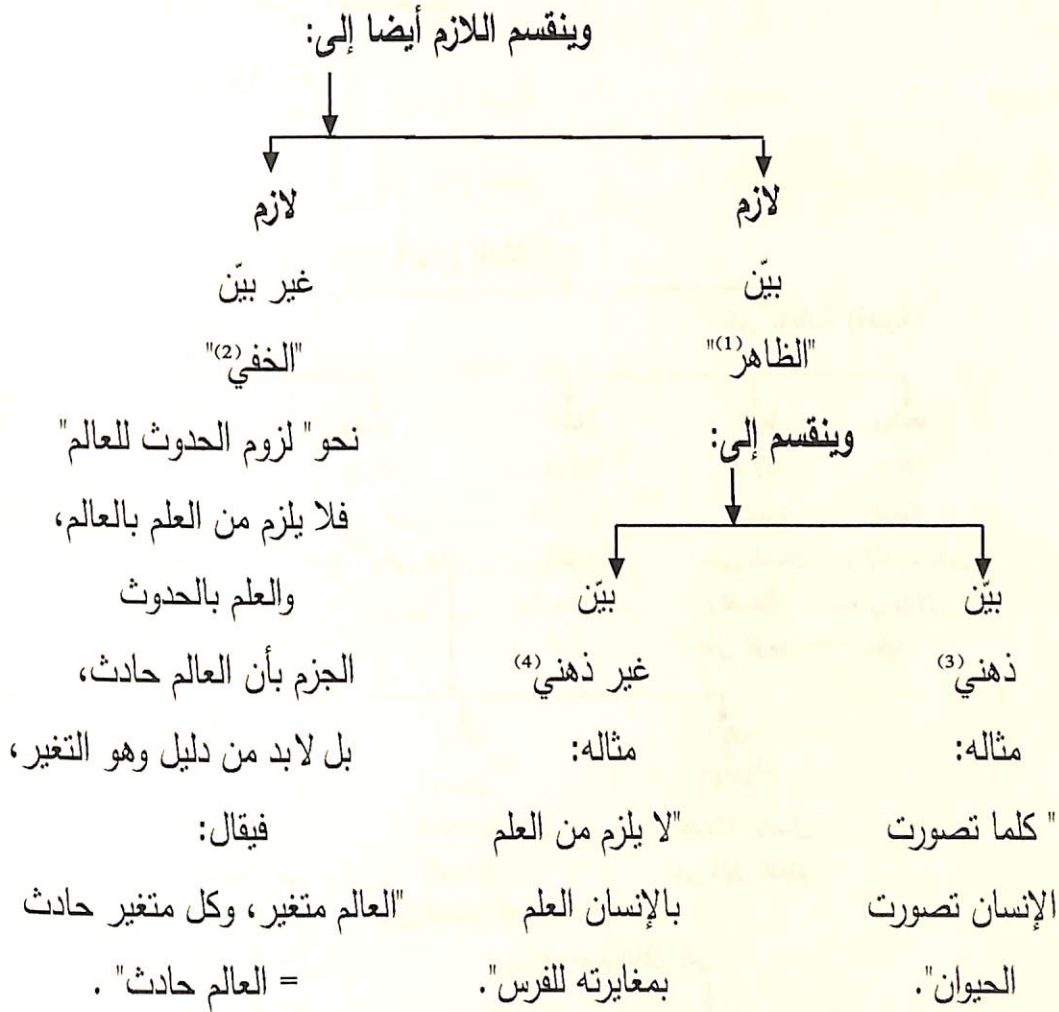 وينقسم اللازم أيضا إلى:
لازم
بيّن
"الظاهر(1)"
وينقسم إلى:
بيّن
ذهني(3)
مثاله:
" كلما تصورت
الإنسان تصورت
الحيوان".
بيّن
غير ذهني(4)
مثاله:
"لا يلزم من العلم
بالإنسان العلم
بمغايرته للفرس".
لازم
غير بيّن
"الخفي(2)"
نحو" لزوم الحدوث للعالم"
فلا يلزم من العلم بالعالم،
والعلم بالحدوث
الجزم بأن العالم حادث،
بل لابد من دليل وهو التغير،
فيقال:
"العالم متغير، وكل متغير حادث
= العالم حادث" .